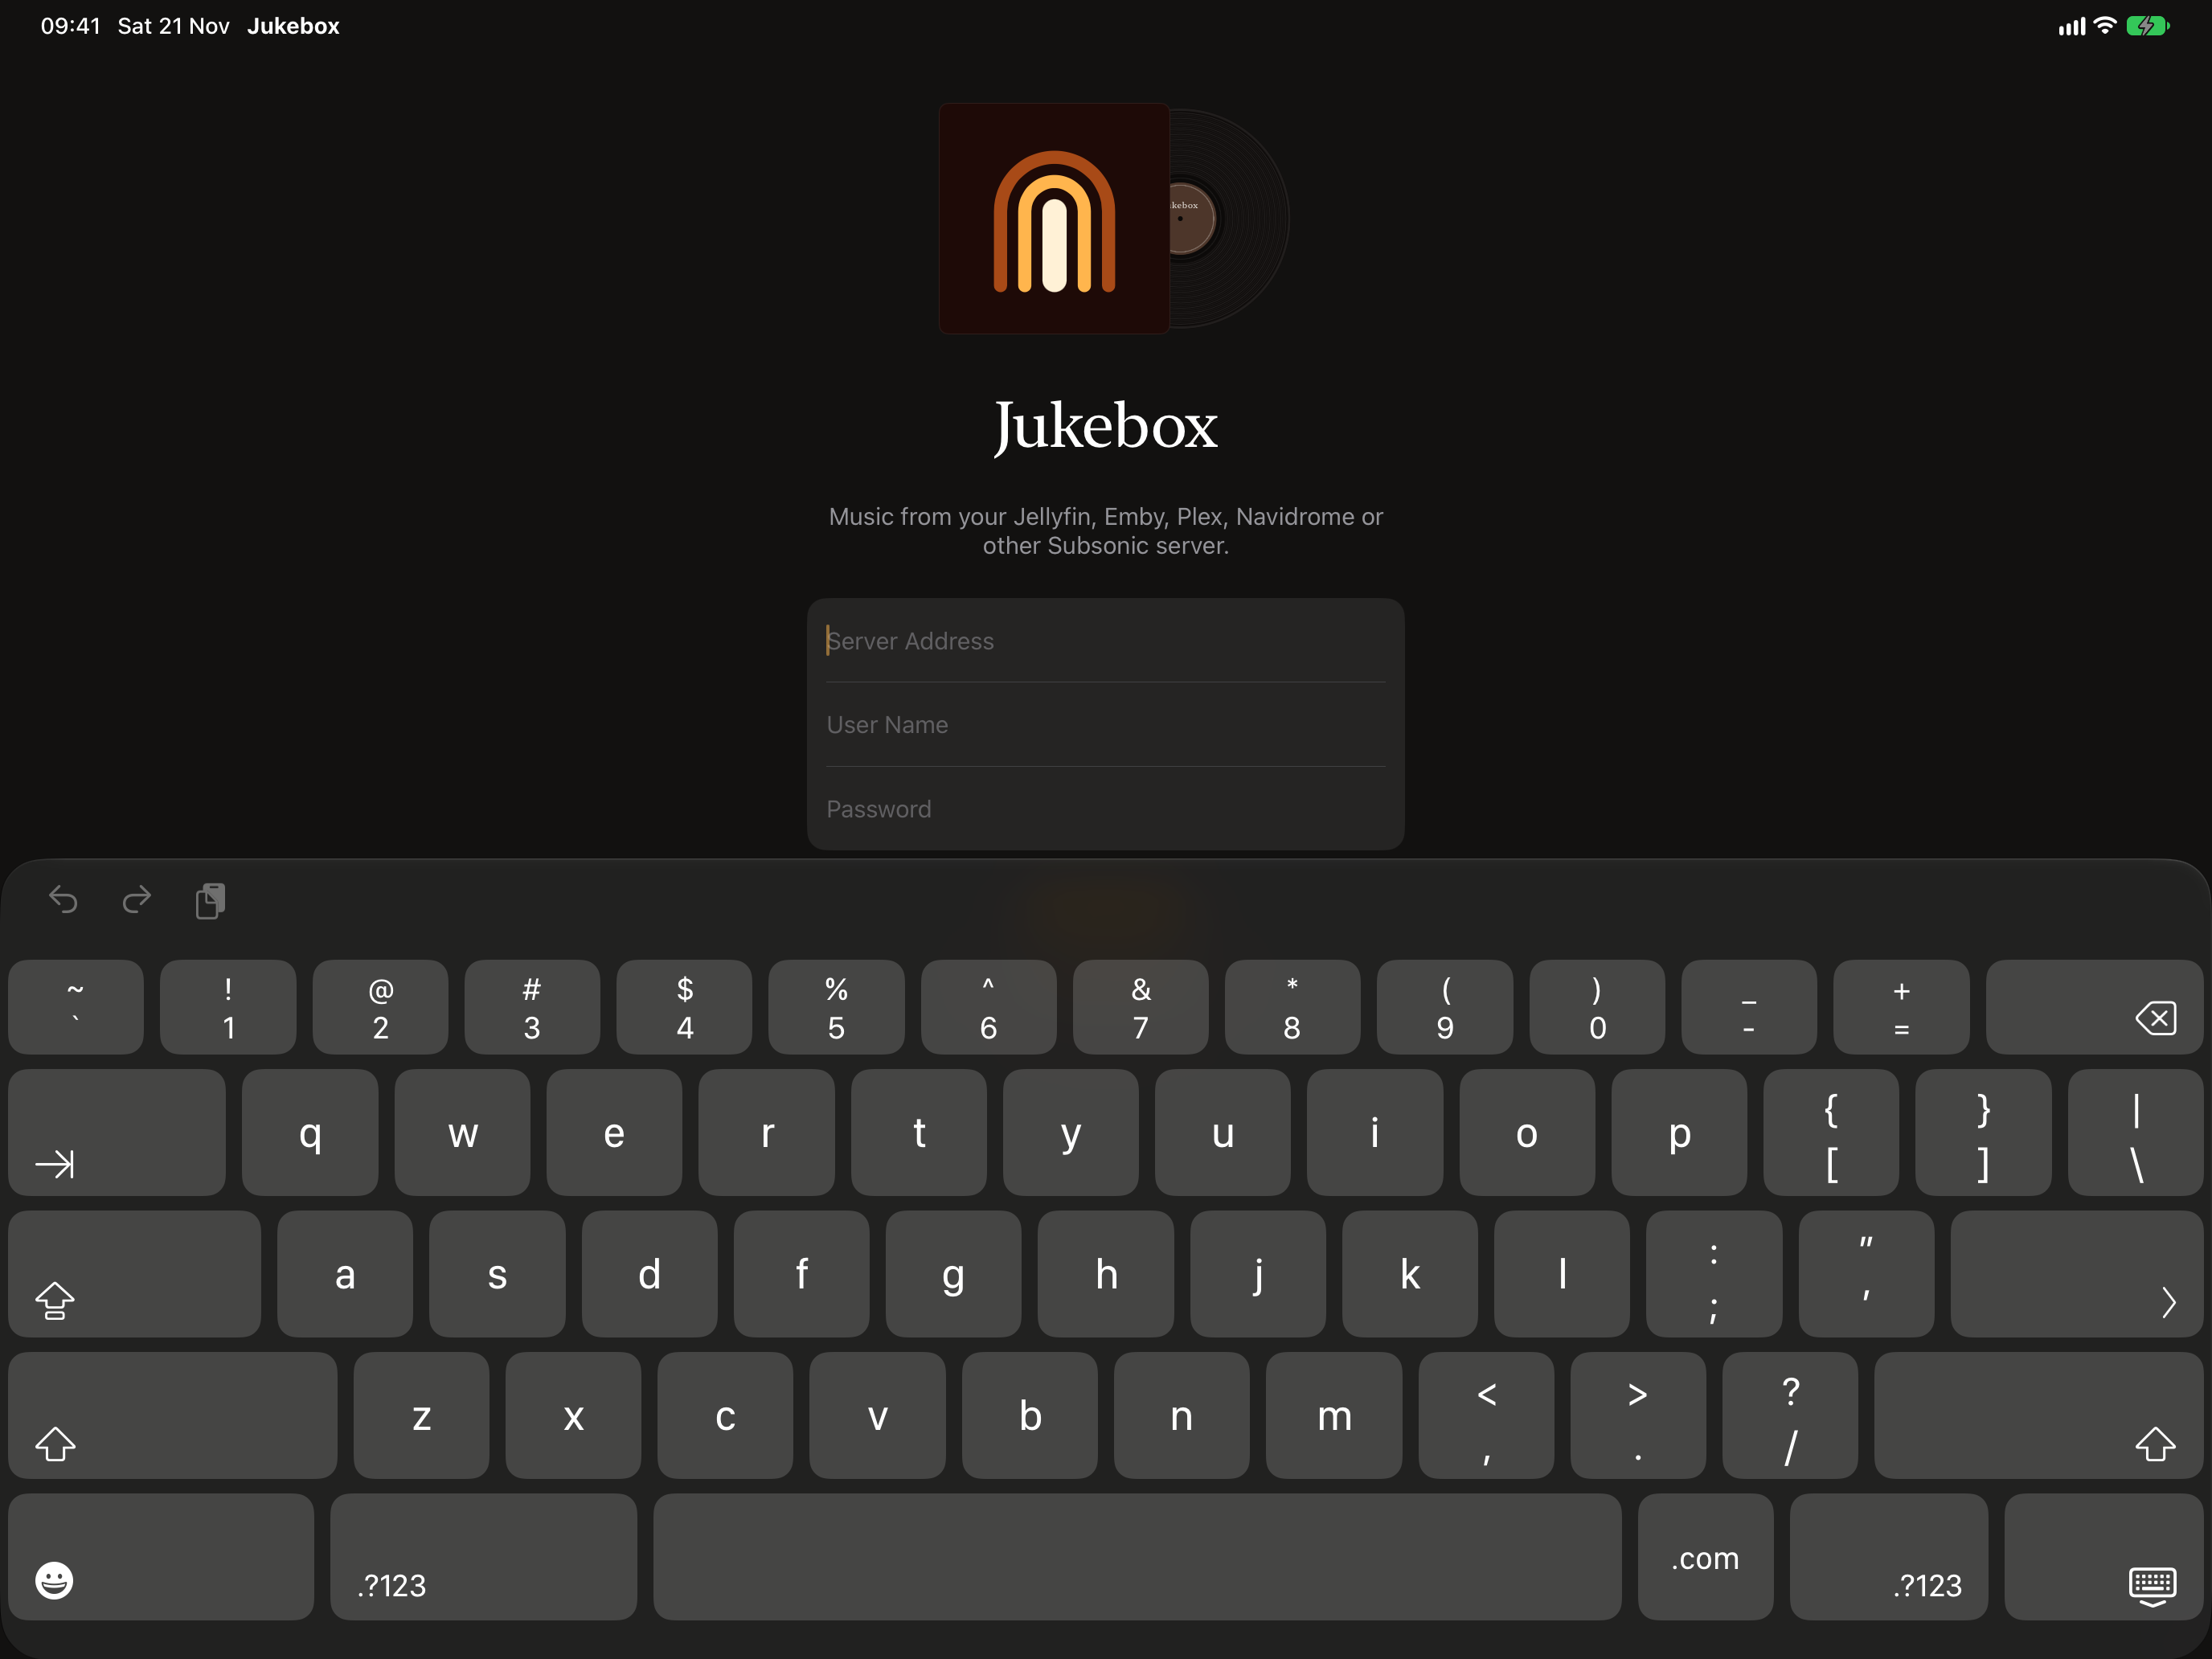 09:41 Sat 21 Nov Jukebox
kebox
Jukebox
Music from your Jellyfin, Emby, Plex, Navidrome or
other Subsonic server.
Server Address
User Name
Password
~ ! @ # $ % ^ & * ( ) _ +
` 1 2 3 4 5 6 7 8 9 0 - =
q w e r t y u i o p { } |
[ ] \
a s d f g h j k l : "
; '
z x c v b n m < > ?
, . /
.?123 .com .?123